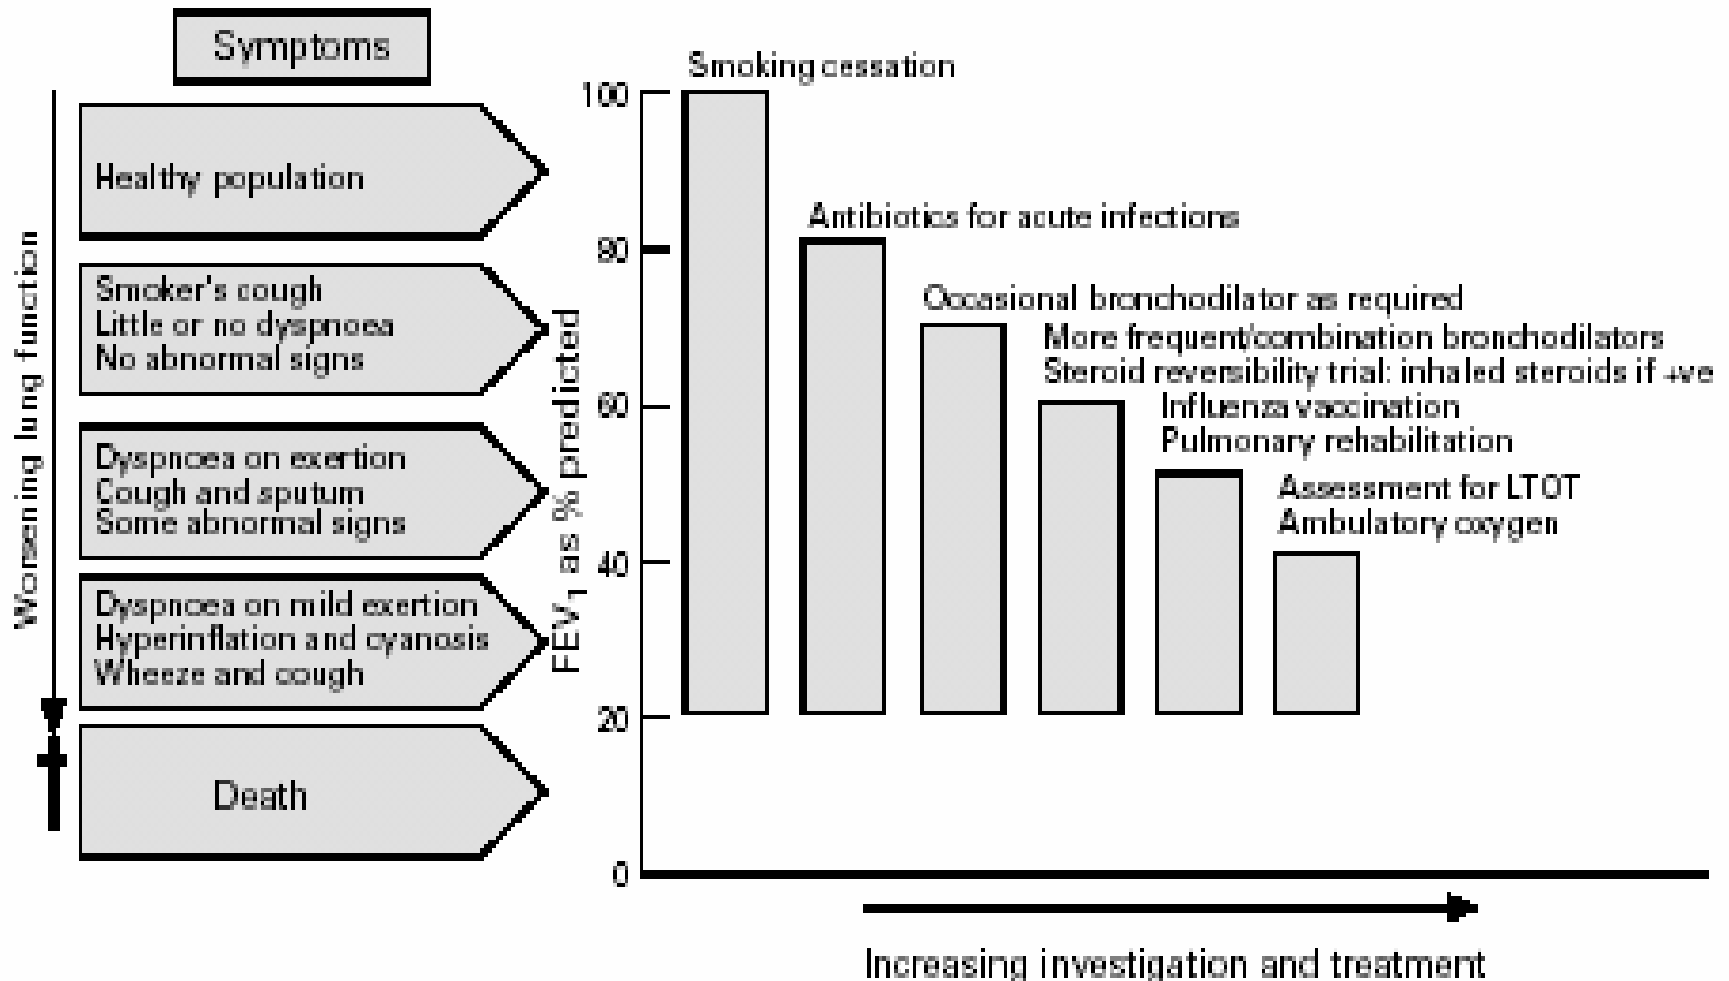 Symptoms
Worsening lung function
Healthy population
Smoker's cough
Little or no dyspnoea
No abnormal signs
Dyspnoea on exertion
Cough and sputum
Some abnormal signs
Dyspnoea on mild exertion
Hyperinflation and cyanosis
Wheeze and cough
Death
FEV1 as % predicted
100
80
60
40
20
0
Smoking cessation
Antibiotics for acute infections
Occasional bronchodilator as required
More frequent/combination bronchodilators
Steroid reversibility trial: inhaled steroids if +ve
Influenza vaccination
Pulmonary rehabilitation
Assessment for LTOT
Ambulatory oxygen
Increasing investigation and treatment